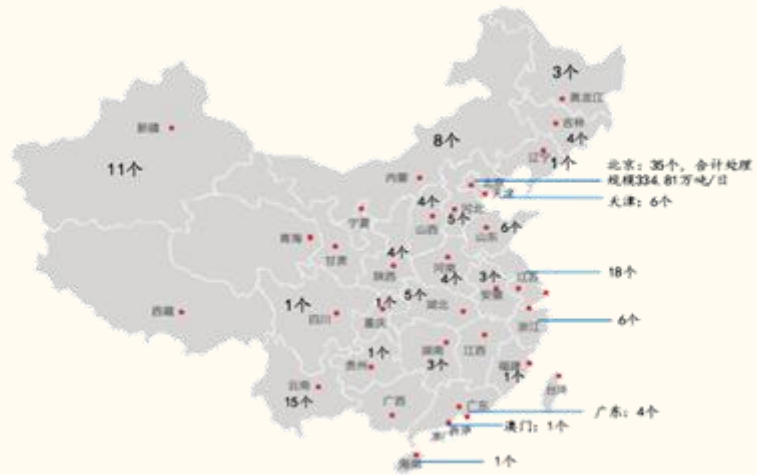 3个
黑龙江
吉林
4个
8个
辽宁
1个
新疆
11个
内蒙
北京
北京：35个，合计处理
规模334.81万吨/日
天津
天津：6个
4个
河北
5个
山西
宁夏
山东
6个
青海
甘肃
4个
陕西
河南
4个
3个
江苏
18个
安徽
5个
1个
1个
西藏
四川
重庆
湖北
浙江
6个
1个
湖南
3个
江西
贵州
福建
1个
云南
15个
台湾
广西
广东
广东：4个
香港
澳门：1个
海南
1个